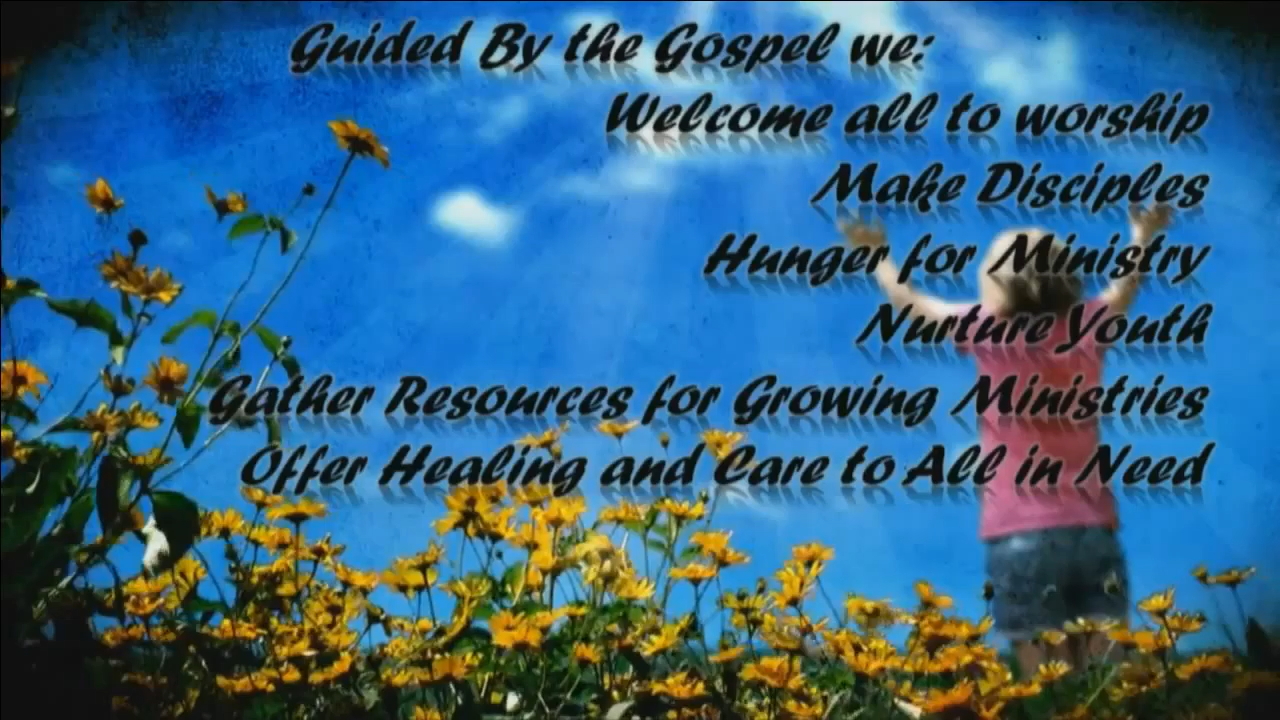 Guided By the Gospel we:
Welcome all to worship
Make Disciples
Hunger for Ministry
Nurture Youth
Gather Resources for Growing Ministries
Offer Healing and Care to All in Need